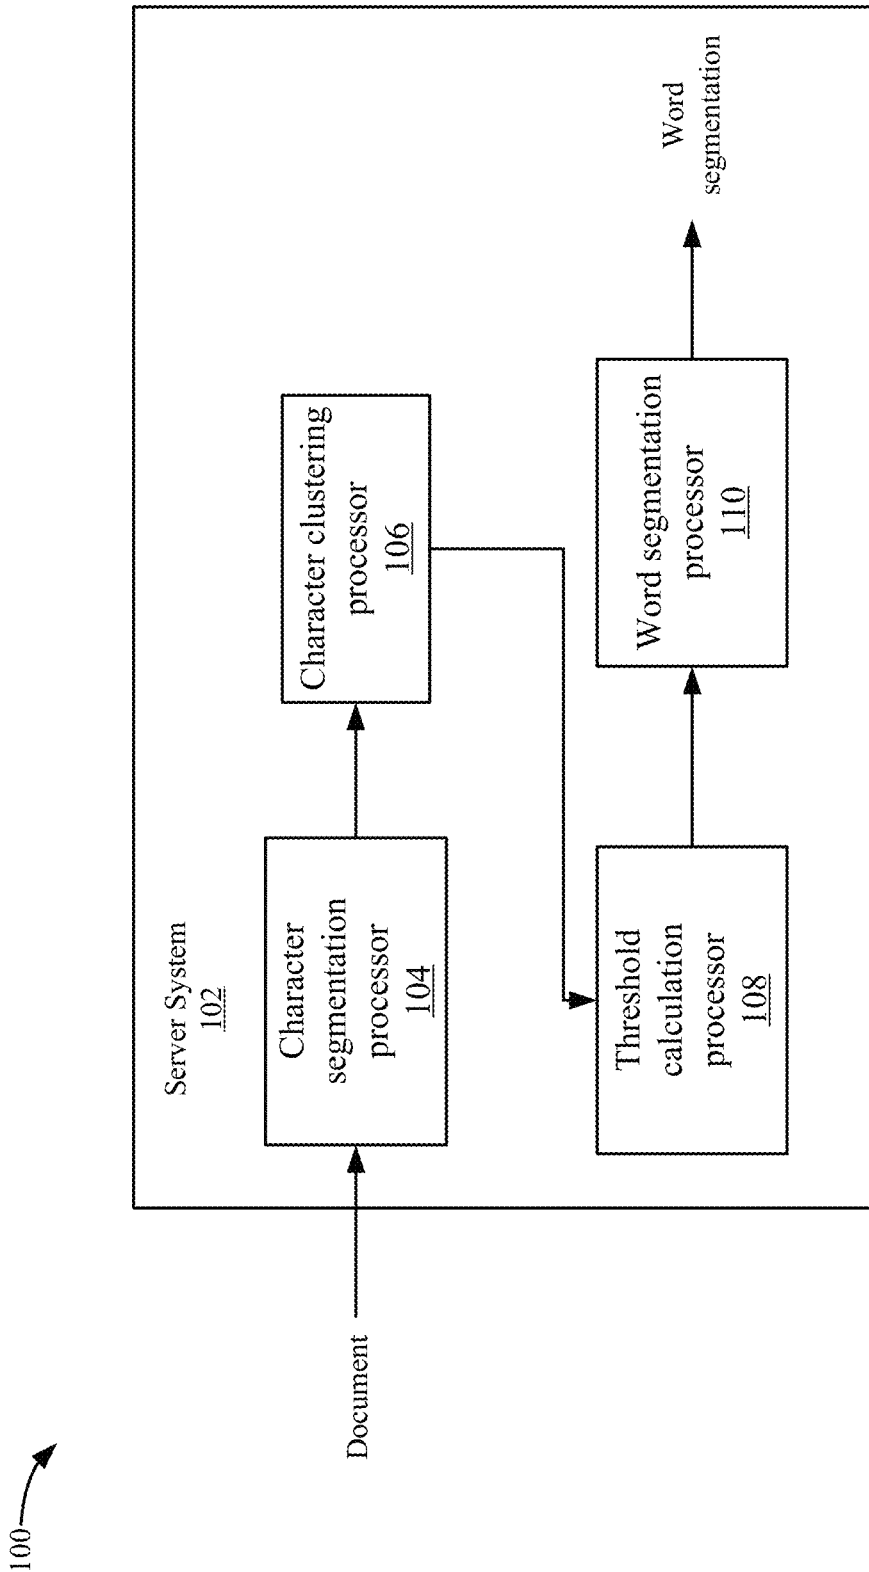 100
Server System
102
Document
Character
segmentation
processor
104
Character clustering
processor
106
Threshold
calculation
processor
108
Word segmentation
processor
110
Word
segmentation